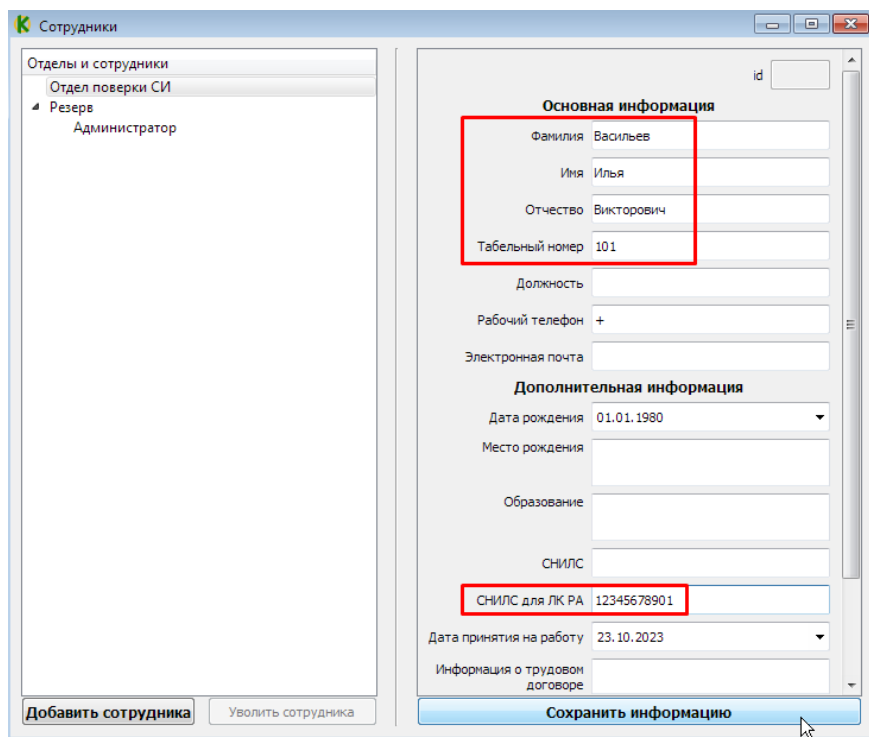 Сотрудники
Отделы и сотрудники
Отдел поверки СИ
Резерв
Администратор
Добавить сотрудника
Уволить сотрудника
id
Основная информация
Фамилия Васильев
Имя Илья
Отчество Викторович
Табельный номер 101
Должность
Рабочий телефон +
Электронная почта
Дополнительная информация
Дата рождения 01.01.1980
Место рождения
Образование
СНИЛС
СНИЛС для ЛК РА 12345678901
Дата принятия на работу 23.10.2023
Информация о трудовом
договоре
Сохранить информацию